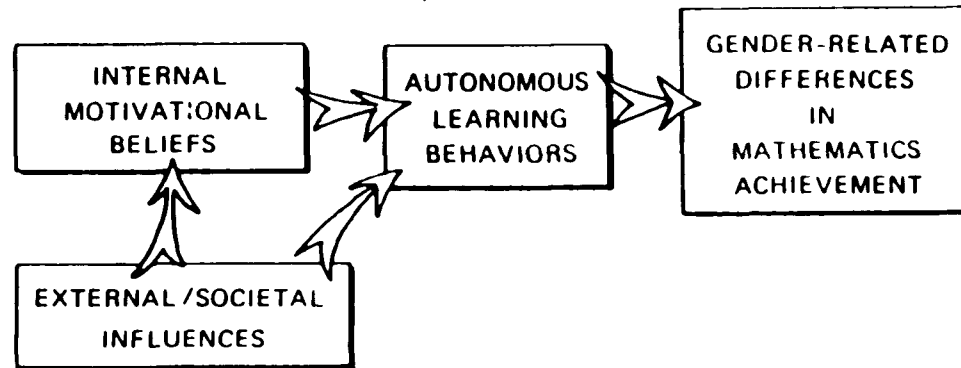 INTERNAL
MOTIVATIONAL
BELIEFS
AUTONOMOUS
LEARNING
BEHAVIORS
GENDER-RELATED
DIFFERENCES
IN
MATHEMATICS
ACHIEVEMENT
EXTERNAL/SOCIETAL
INFLUENCES